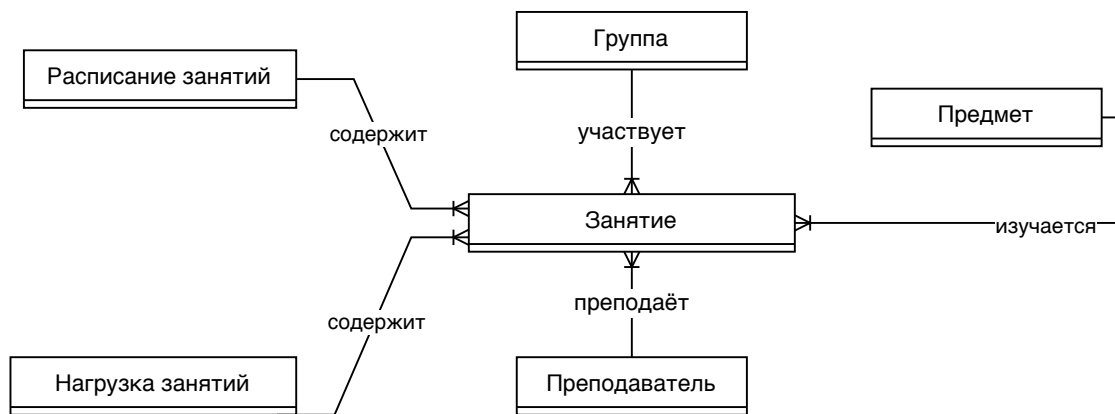 Группа
Расписание занятий
Предмет
содержит
участвует
Занятие
изучается
преподаёт
содержит
Нагрузка занятий
Преподаватель